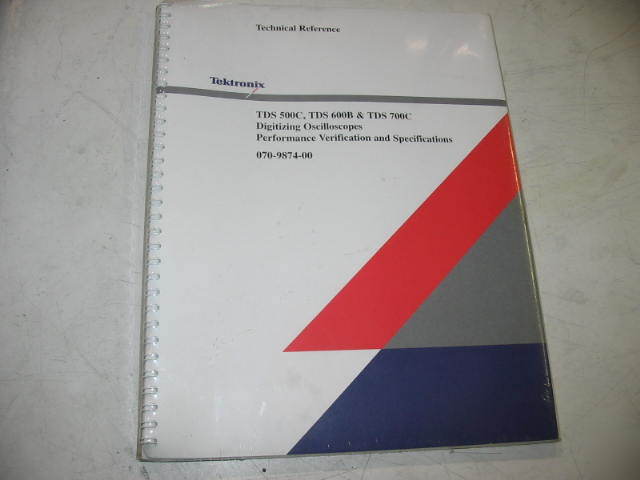 Technical Reference
Tektronix
TDS 500C, TDS 600B & TDS 700C
Digitizing Oscilloscopes
Performance Verification and Specifications
070-9874-00